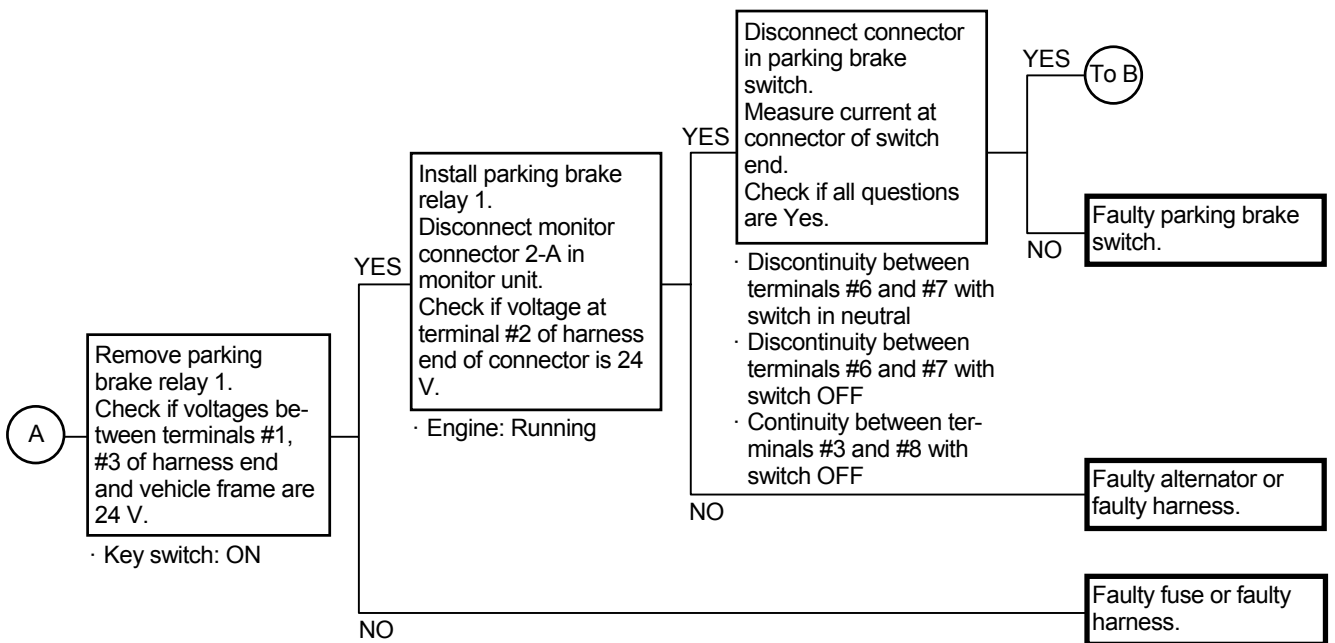 A
Remove parking
brake relay 1.
Check if voltages be-
tween terminals #1,
#3 of harness end
and vehicle frame are
24 V.
· Key switch: ON
YES
NO
Install parking brake
relay 1.
Disconnect monitor
connector 2-A in
monitor unit.
Check if voltage at
terminal #2 of harness
end of connector is 24
V.
· Engine: Running
YES
NO
Disconnect connector
in parking brake
switch.
Measure current at
connector of switch
end.
Check if all questions
are Yes.
· Discontinuity between
terminals #6 and #7 with
switch in neutral
· Discontinuity between
terminals #6 and #7 with
switch OFF
· Continuity between ter-
minals #3 and #8 with
switch OFF
YES
To B
NO
Faulty parking brake
switch.
Faulty alternator or
faulty harness.
Faulty fuse or faulty
harness.